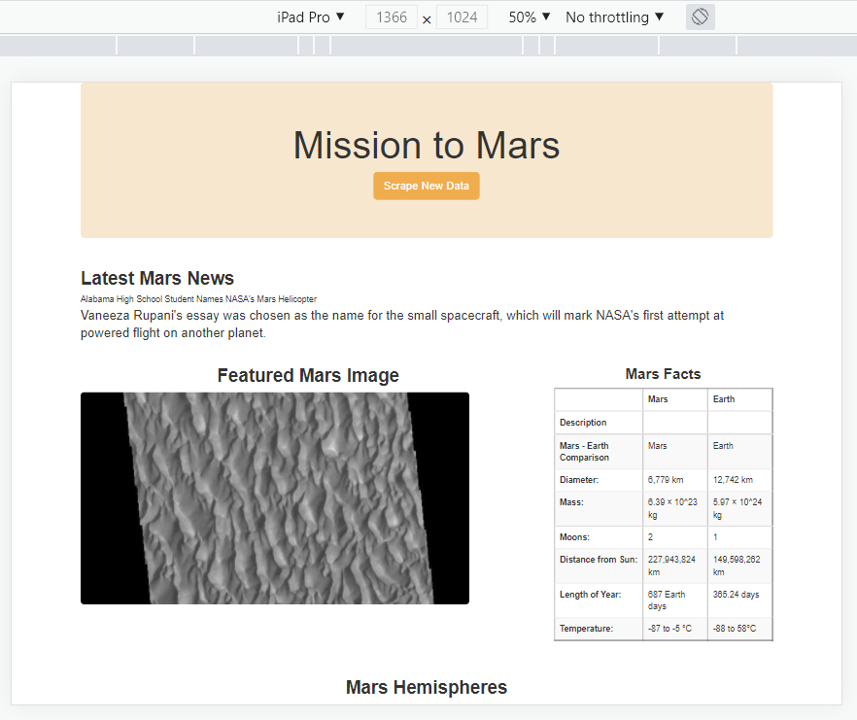 iPad Pro ▼ 1366 × 1024 50% ▼ No throttling ▼
Mission to Mars
Scrape New Data
Latest Mars News
Alabama High School Student Names NASA's Mars Helicopter
Vaneeza Rupani's essay was chosen as the name for the small spacecraft, which will mark NASA's first attempt at
powered flight on another planet.
Featured Mars Image
Mars Facts
Mars Earth
Description
Mars - Earth
Comparison
Mars Earth
Diameter: 6,779 km 12,742 km
Mass: 6.39 × 10^23
kg
5.97 × 10^24
kg
Moons: 2 1
Distance from Sun: 227,943,824
km
149,598,262
km
Length of Year: 687 Earth
days
365.24 days
Temperature: -87 to -5 °C -88 to 58°C
Mars Hemispheres